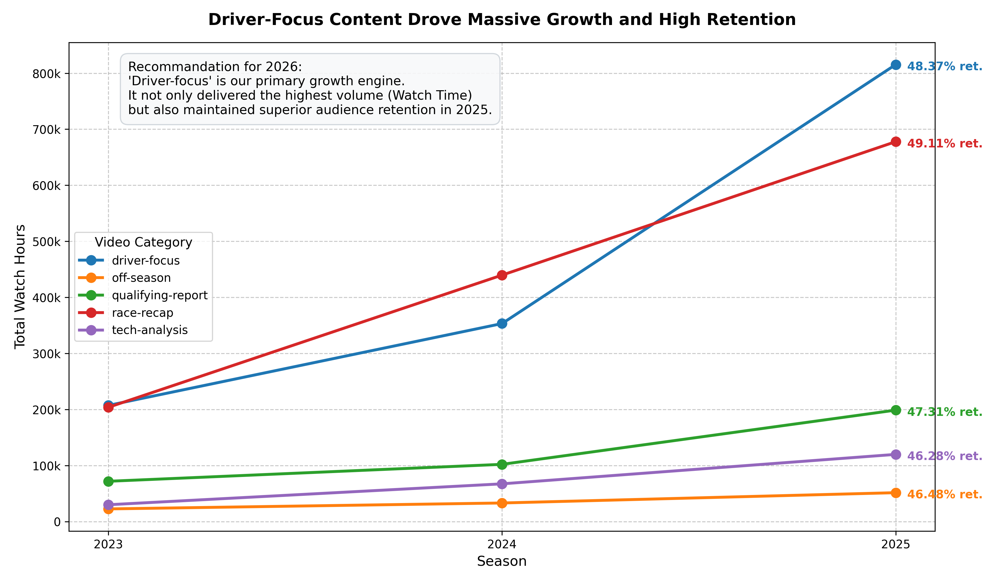 Driver-Focus Content Drove Massive Growth and High Retention
Recommandation for 2026:
'Driver-focus' is our primary growth engine.
It not only delivered the highest volume (Watch Time)
but also maintained superior audience retention in 2025.
800k
700k
600k
500k
400k
300k
200k
100k
0
Total Watch Hours
Video Category
driver-focus
off-season
qualifying-report
race-recap
tech-analysis
48.37% ret.
49.11% ret.
47.31% ret.
46.28% ret.
46.48% ret.
2023
2024
2025
Season